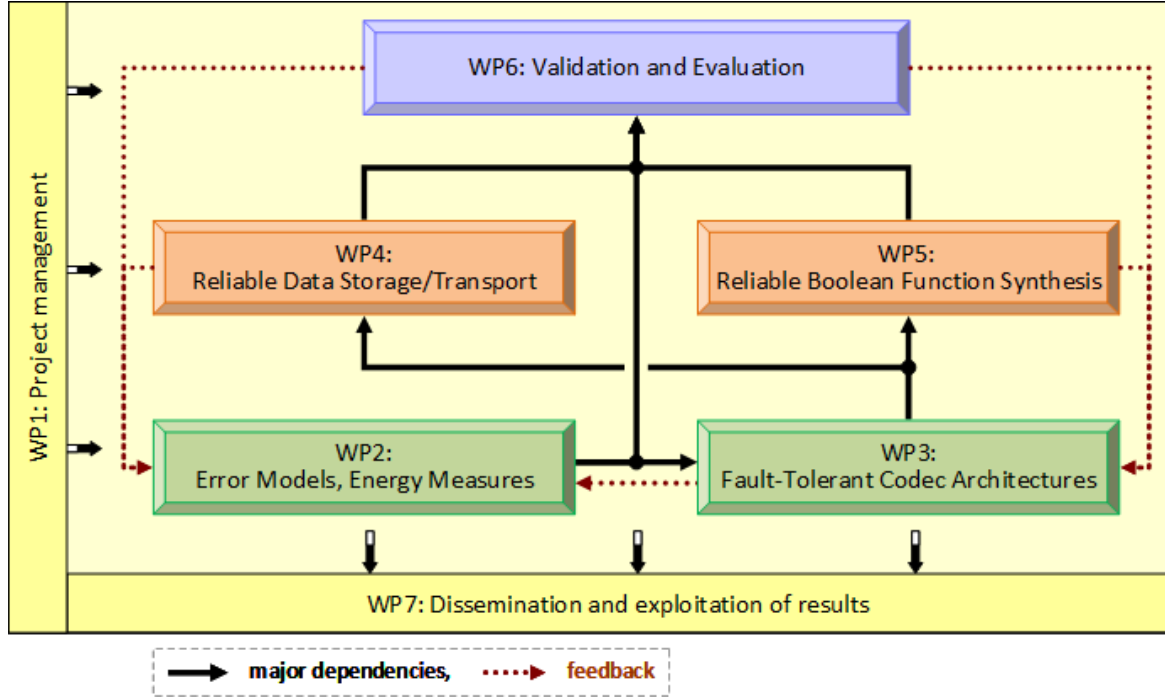 WP1: Project management
WP6: Validation and Evaluation
WP4:
Reliable Data Storage/Transport
WP5:
Reliable Boolean Function Synthesis
WP2:
Error Models, Energy Measures
WP3:
Fault-Tolerant Codec Architectures
WP7: Dissemination and exploitation of results
major dependencies, feedback